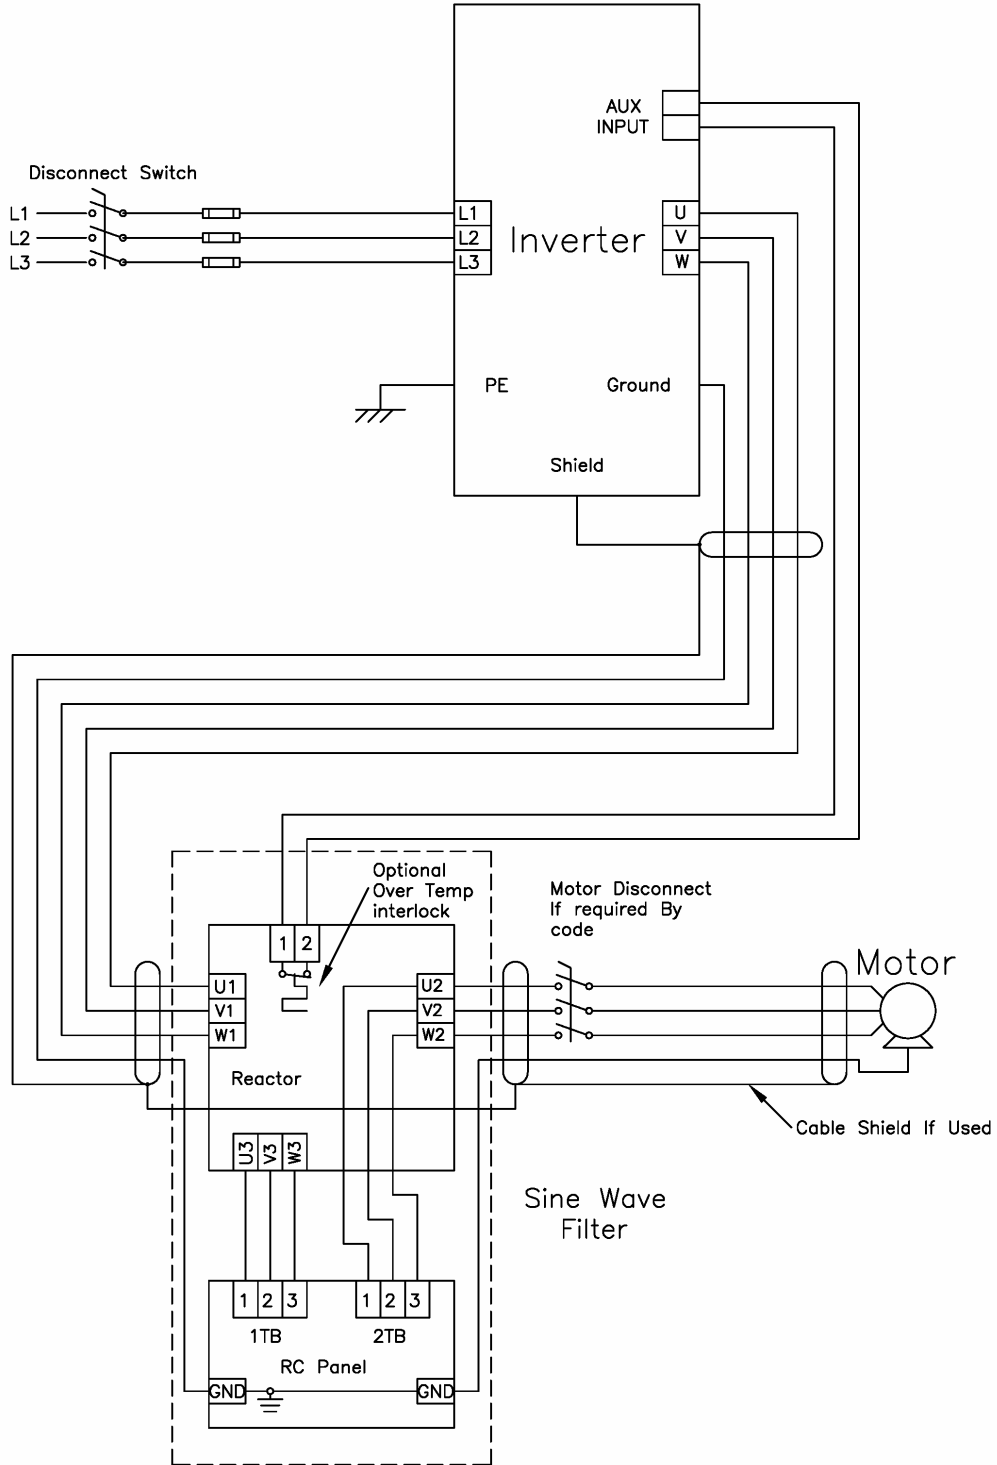 AUX
INPUT
Disconnect Switch
L1
L2
L3
L1
L2
L3
Inverter
U
V
W
PE
Ground
Shield
Optional
Over Temp
interlock
Motor Disconnect
If required By
code
1 2
Motor
U1
V1
W1
U2
V2
W2
Reactor
Cable Shield If Used
U3 V3 W3
Sine Wave
Filter
1 2 3
1 2 3
1TB
2TB
RC Panel
GND
GND